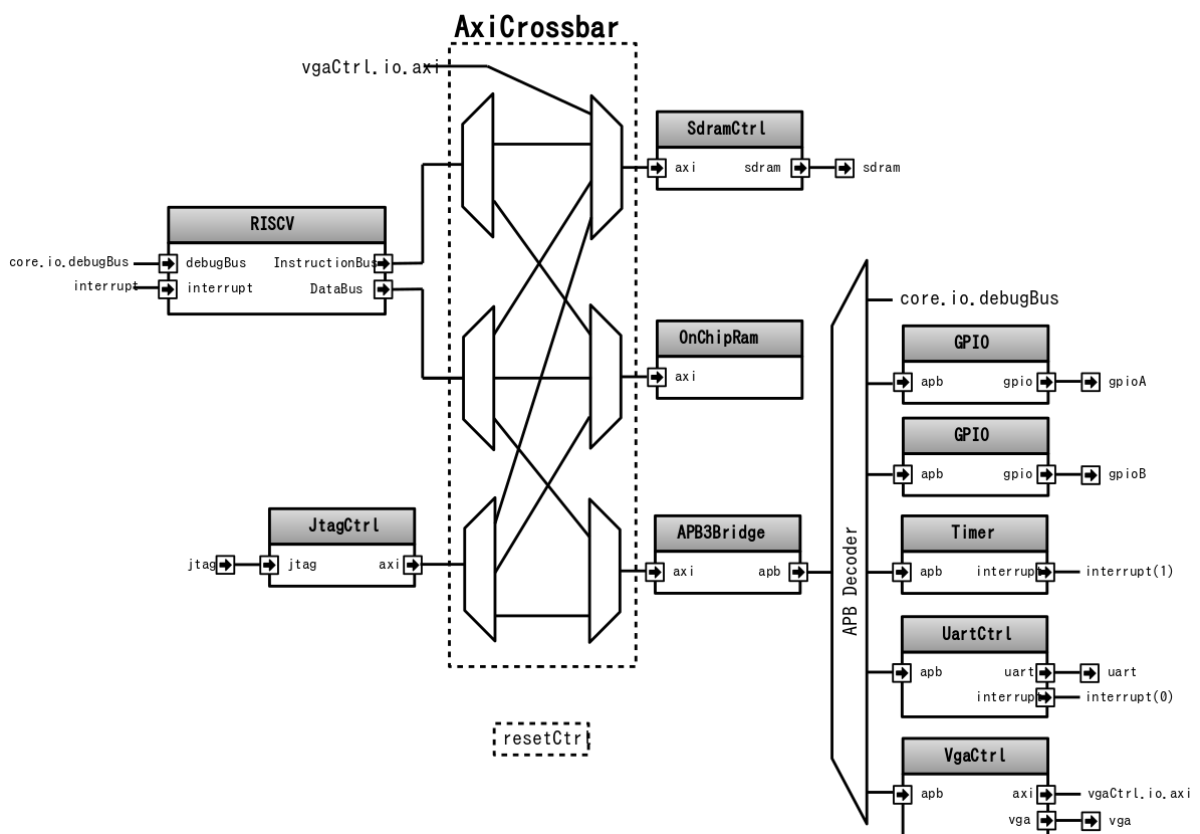 AxiCrossbar
vgaCtrl.io.axi
SdramCtrl
axi
sdram
sdram
RISCV
core.io.debugBus
debugBus
InstructionBus
interrupt
interrupt
DataBus
core.io.debugBus
OnChipRam
axi
GPIO
apb
gpio
gpioA
GPIO
apb
gpio
gpioB
JtagCtrl
jtag
jtag
axi
APB3Bridge
axi
apb
APB Decoder
Timer
apb
interrupt
interrupt(1)
UartCtrl
apb
uart
uart
interrupt
interrupt(0)
resetCtrl
VgaCtrl
apb
axi
vgaCtrl.io.axi
vga
vga